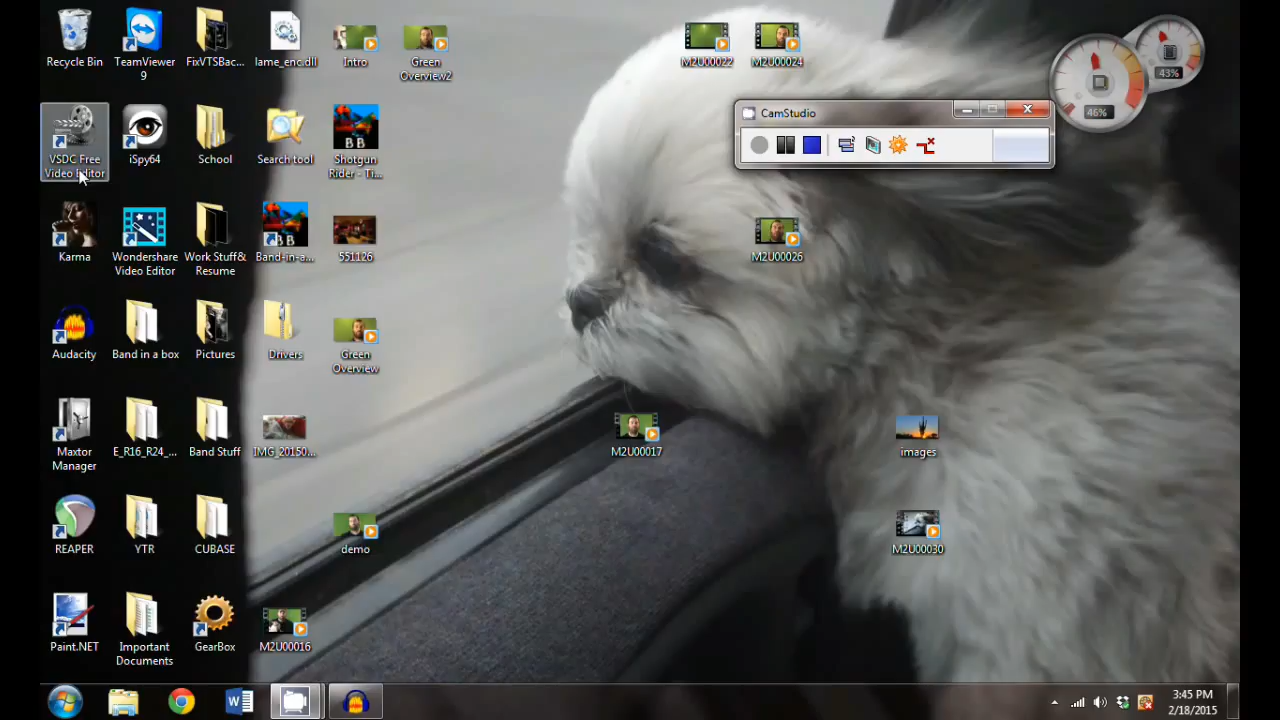 Recycle Bin
TeamViewer
9
FixVTSBac...
lame_enc.dll
Intro
Green
Overview2
M2U00022
M2U00024
43%
46%
CamStudio
VSDC Free
Video Editor
iSpy64
School
Search tool
Shotgun
Rider - Ti...
BB
Karma
Wondershare
Video Editor
Work Stuff&
Resume
Band-in-a...
BB
551126
M2U00026
Audacity
Band in a box
Pictures
Drivers
Green
Overview
Maxtor
Manager
E_R16_R24_...
Band Stuff
IMG_20150...
M2U00017
images
REAPER
YTR
CUBASE
demo
M2U00030
Paint.NET
Important
Documents
GearBox
M2U00016
3:45 PM
2/18/2015